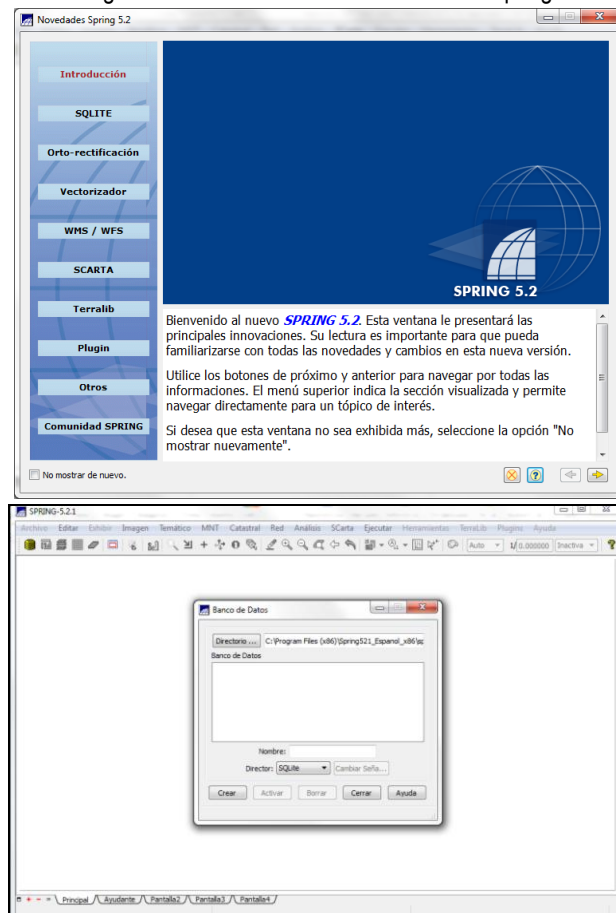 Novedades Spring 5.2
Introducción
SQLITE
Orto-rectificación
Vectorizador
WMS / WFS
SCARTA
Terralib
Plugin
Otros
Comunidad SPRING
SPRING 5.2
Bienvenido al nuevo SPRING 5.2. Esta ventana le presentará las
principales innovaciones. Su lectura es importante para que pueda
familiarizarse con todas las novedades y cambios en esta nueva versión.
Utilice los botones de próximo y anterior para navegar por todas las
informaciones. El menú superior indica la sección visualizada y permite
navegar directamente para un tópico de interés.
Si desea que esta ventana no sea exhibida más, seleccione la opción "No
mostrar nuevamente".
No mostrar de nuevo.
SPRING-5.2.1
Archivo Editar Exhibir Imagen Temático MNT Catastral Red Análisis SCarta Ejecutar Herramientas TerraLib Plugins Ayuda
Auto 1/ 0.000000 Inactiva
Banco de Datos
Directorio ... C:\Program Files (x86)\Spring521_Espanol_x86\
Banco de Datos
Nombre:
Director: SQLite Cambiar Seña...
Crear Activar Borrar Cerrar Ayuda
Principal Ayudante Pantalla2 Pantalla3 Pantalla4